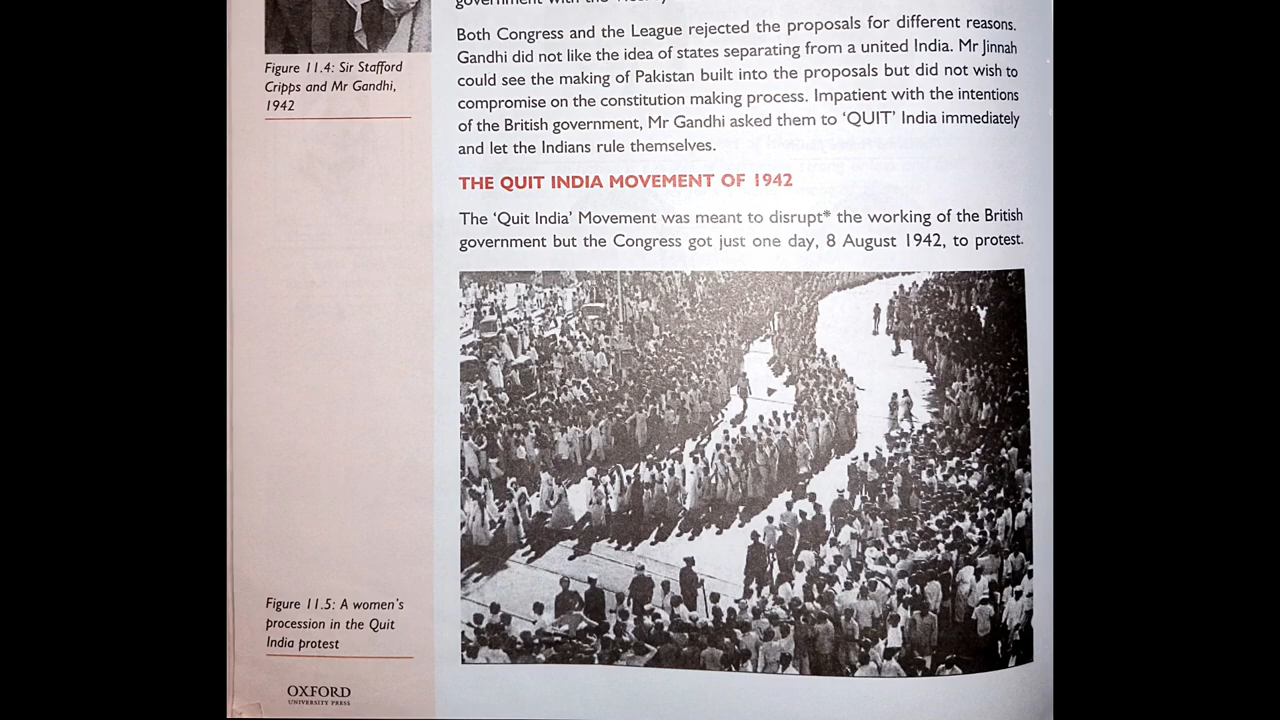 Both Congress and the League rejected the proposals for different reasons.
Gandhi did not like the idea of states separating from a united India. Mr Jinnah
could see the making of Pakistan built into the proposals but did not wish to
compromise on the constitution making process. Impatient with the intentions
of the British government, Mr Gandhi asked them to ‘QUIT’ India immediately
and let the Indians rule themselves.
Figure 11.4: Sir Stafford
Cripps and Mr Gandhi,
1942
THE QUIT INDIA MOVEMENT OF 1942
The ‘Quit India’ Movement was meant to disrupt* the working of the British
government but the Congress got just one day, 8 August 1942, to protest.
Figure 11.5: A women’s
procession in the Quit
India protest
OXFORD
UNIVERSITY PRESS